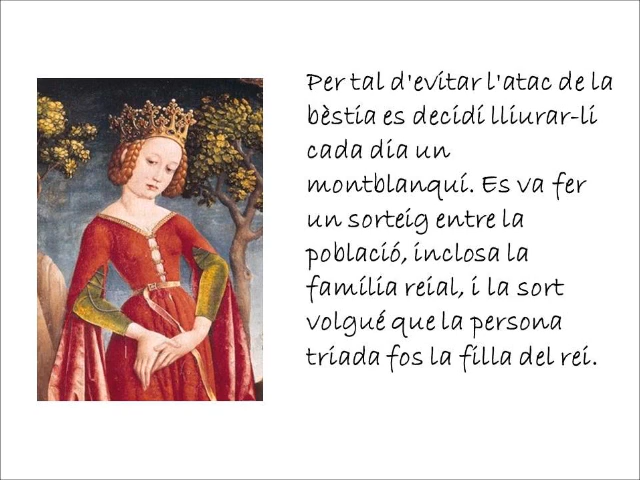 Per tal d'evitar l'atac de la
bèstia es decidí lliurar-li
cada dia un
montblanquí. Es va fer
un sorteig entre la
població, inclosa la
família reial, i la sort
volgué que la persona
triada fos la filla del rei.